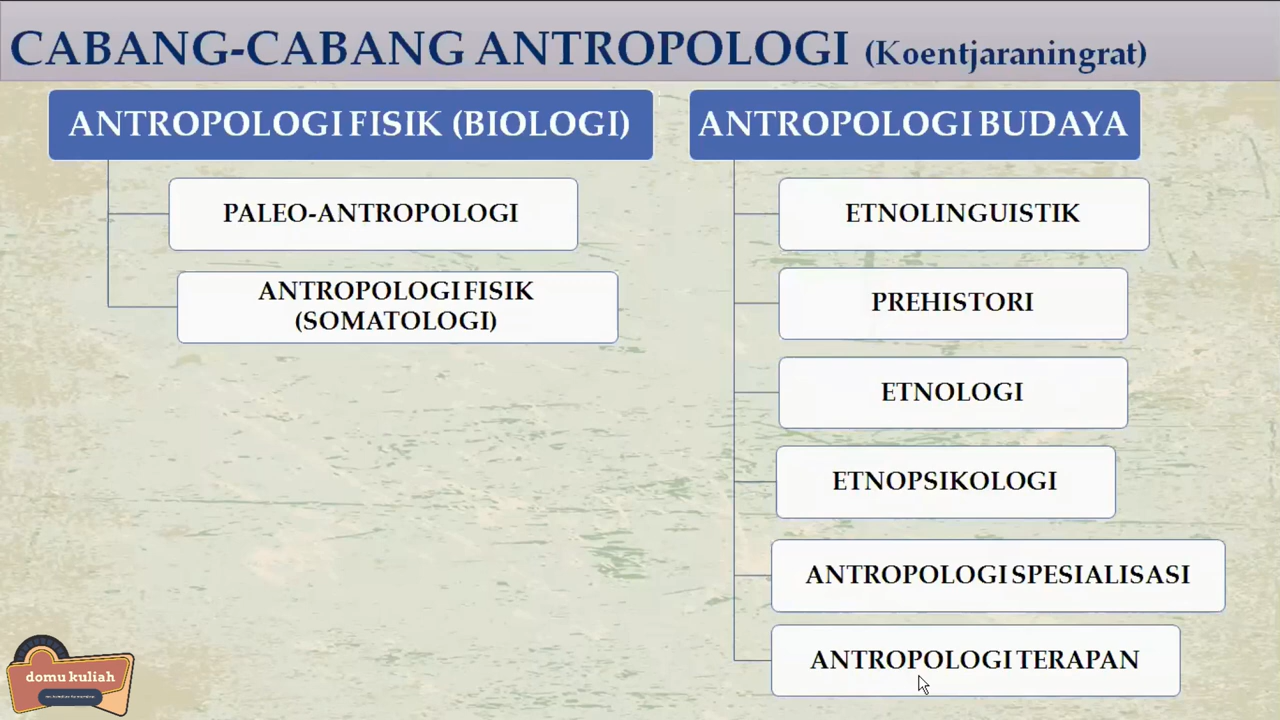 CABANG-CABANG ANTROPOLOGI (Koentjaraningrat)
ANTROPOLOGI FISIK (BIOLOGI)
PALEO-ANTROPOLOGI
ANTROPOLOGI FISIK
(SOMATOLOGI)
ANTROPOLOGI BUDAYA
ETNOLINGUISTIK
PREHISTORI
ETNOLOGI
ETNOPSIKOLOGI
ANTROPOLOGI SPESIALISASI
ANTROPOLOGI TERAPAN
domu kuliah